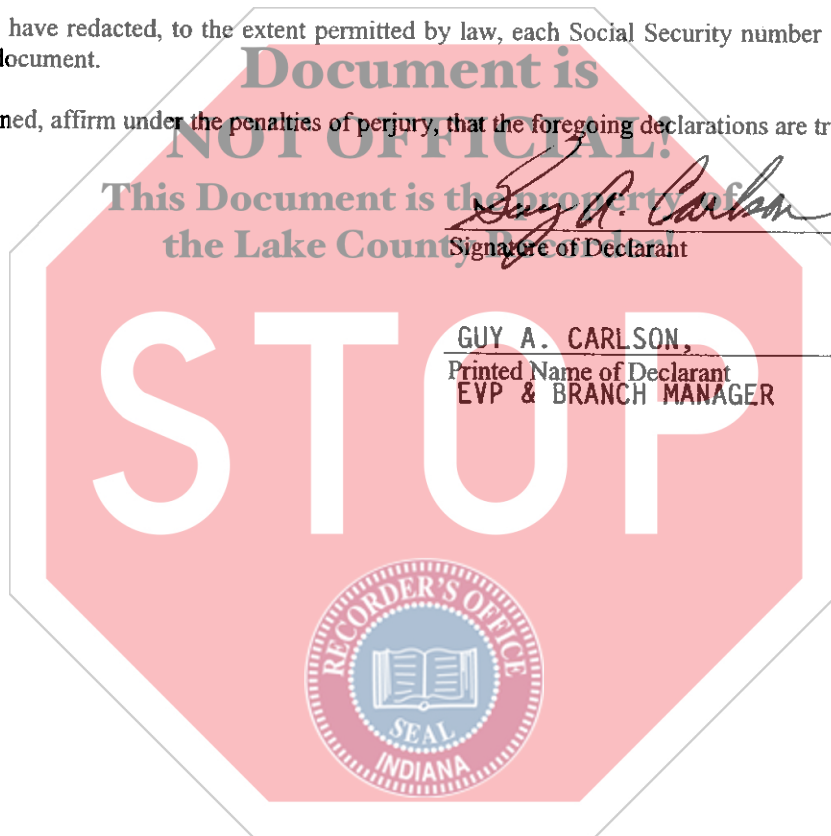 have redacted, to the extent permitted by law, each Social Security number
document.
Document is
ned, affirm under the penalties of perjury, that the foregoing declarations are tr
NOT OFFICIAL!
This Document is the property of
the Lake County Recorder!
Guy A. Carlson
Signature of Declarant
GUY A. CARLSON,
Printed Name of Declarant
EVP & BRANCH MANAGER
STOP
RECORDER'S OFFICE
SEAL
INDIANA